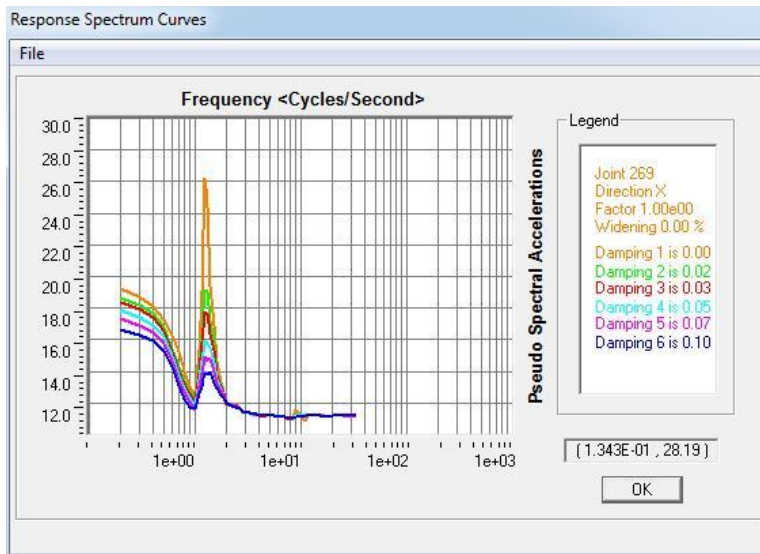 Response Spectrum Curves
File
Frequency <Cycles/Second>
30.0
28.0
26.0
24.0
22.0
20.0
18.0
16.0
14.0
12.0
1e+00 1e+01 1e+02 1e+03
Pseudo Spectral Accelerations
Legend
Joint 269
Direction X
Factor 1.00e00
Widening 0.00 %
Damping 1 is 0.00
Damping 2 is 0.02
Damping 3 is 0.03
Damping 4 is 0.05
Damping 5 is 0.07
Damping 6 is 0.10
( 1.343E-01 , 28.19 )
OK